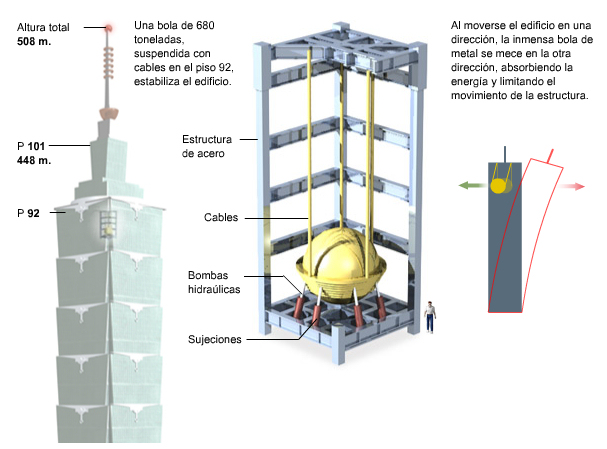 Altura total
508 m.
Una bola de 680
toneladas,
suspendida con
cables en el piso 92,
estabiliza el edificio.
Al moverse el edificio en una
dirección, la inmensa bola de
metal se mece en la otra
dirección, absorbiendo la
energía y limitando el
movimiento de la estructura.
P 101
448 m.
P 92
Estructura
de acero
Cables
Bombas
hidraúlicas
Sujeciones